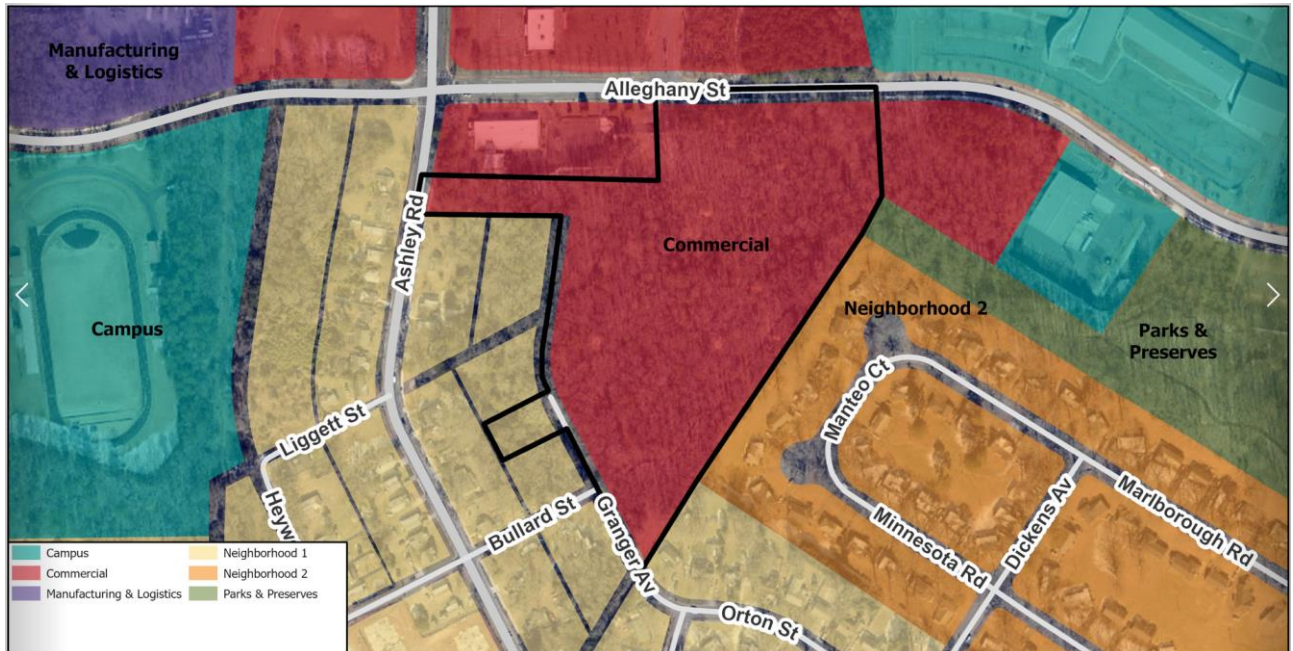 Manufacturing
& Logistics
Alleghany St
Ashley Rd
Commercial
Campus
Neighborhood 2
Parks &
Preserves
Manteo Ct
Liggett St
Heyw
Bullard St
Granger Av
Minnesota Rd
Dickens Av
Marlborough Rd
Orton St
Campus
Commercial
Manufacturing & Logistics
Neighborhood 1
Neighborhood 2
Parks & Preserves